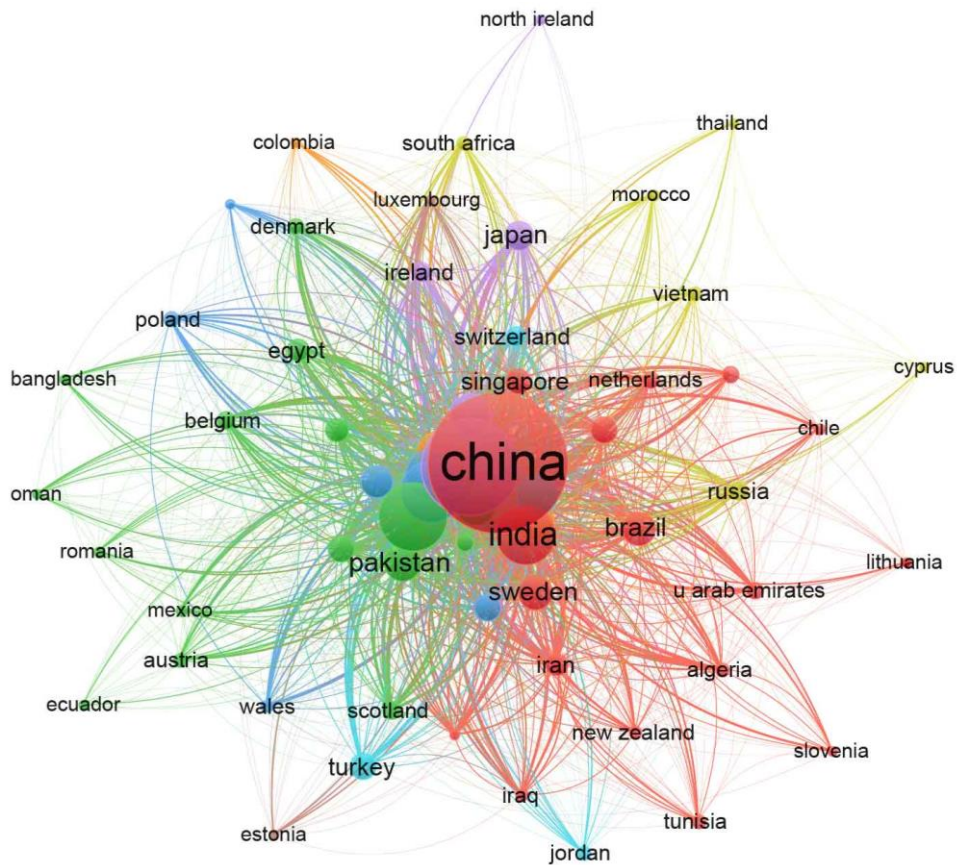 north ireland
thailand
colombia
south africa
luxembourg
morocco
denmark
japan
ireland
vietnam
poland
switzerland
egypt
cyprus
bangladesh
singapore
netherlands
belgium
chile
china
oman
russia
india
brazil
romania
pakistan
lithuania
sweden
u arab emirates
mexico
austria
iran
algeria
ecuador
wales
scotland
new zealand
slovenia
turkey
iraq
tunisia
estonia
jordan